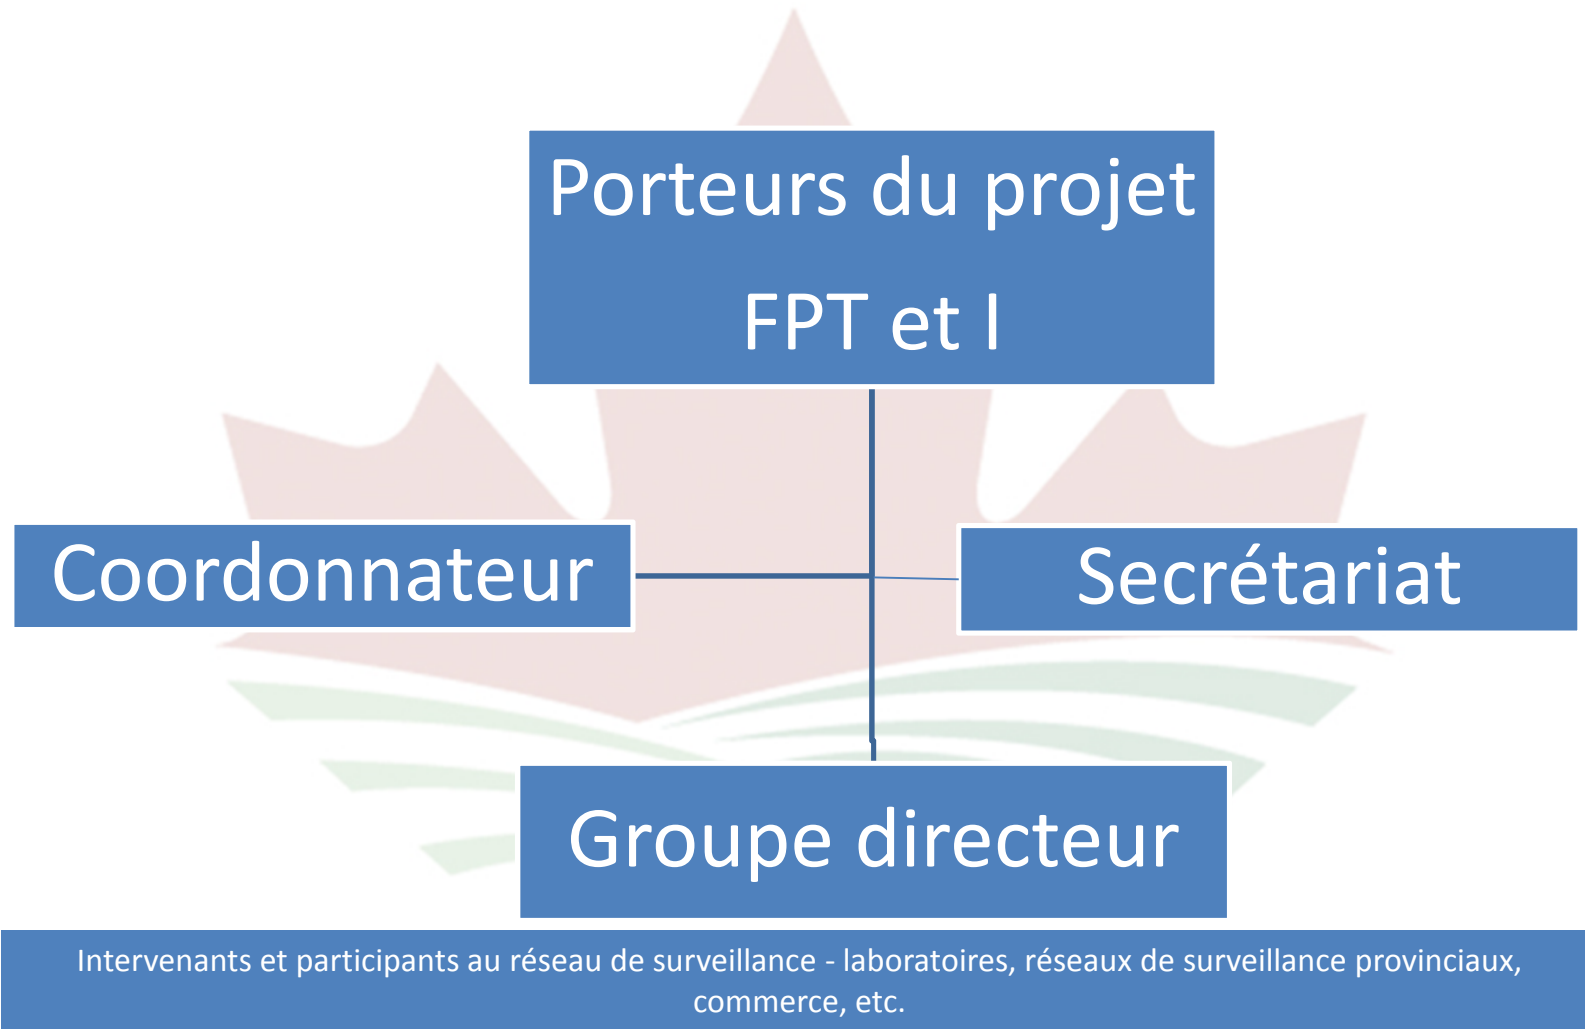 Porteurs du projet
FPT et I
Coordonnateur
Secrétariat
Groupe directeur
Intervenants et participants au réseau de surveillance - laboratoires, réseaux de surveillance provinciaux,
commerce, etc.